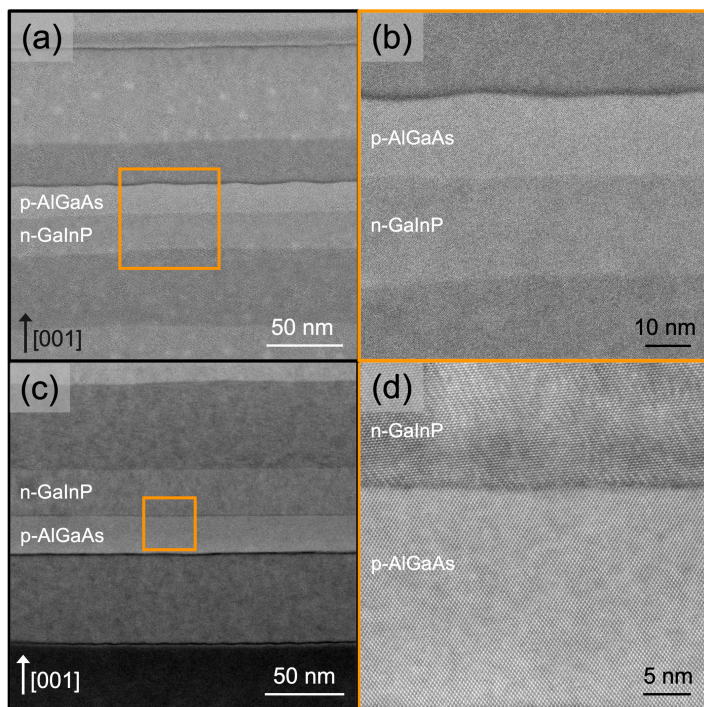 (a)
p-AlGaAs
n-GaInP
[001]
50 nm
(b)
p-AlGaAs
n-GaInP
10 nm
(c)
n-GaInP
p-AlGaAs
[001]
50 nm
(d)
n-GaInP
p-AlGaAs
5 nm